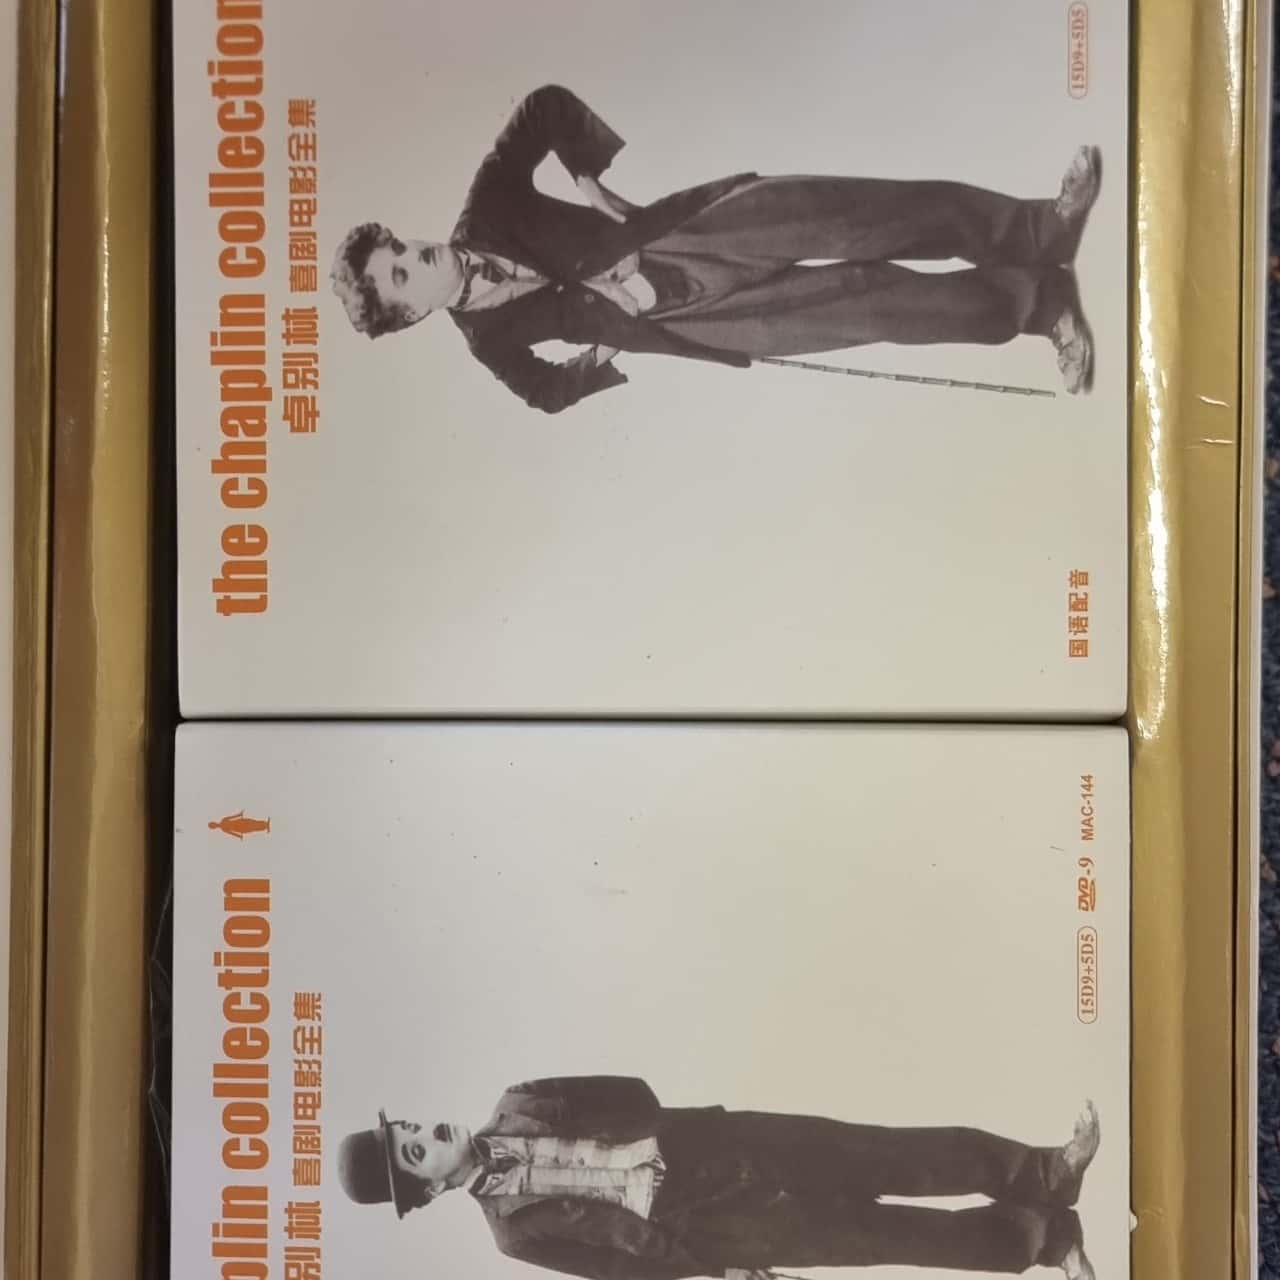 the chaplin collection
卓别林 喜剧电影全集
15D9+5D5
国语配音
plin collection
别林 喜剧电影全集
15D9+5D5 DVD-9 MAC-144